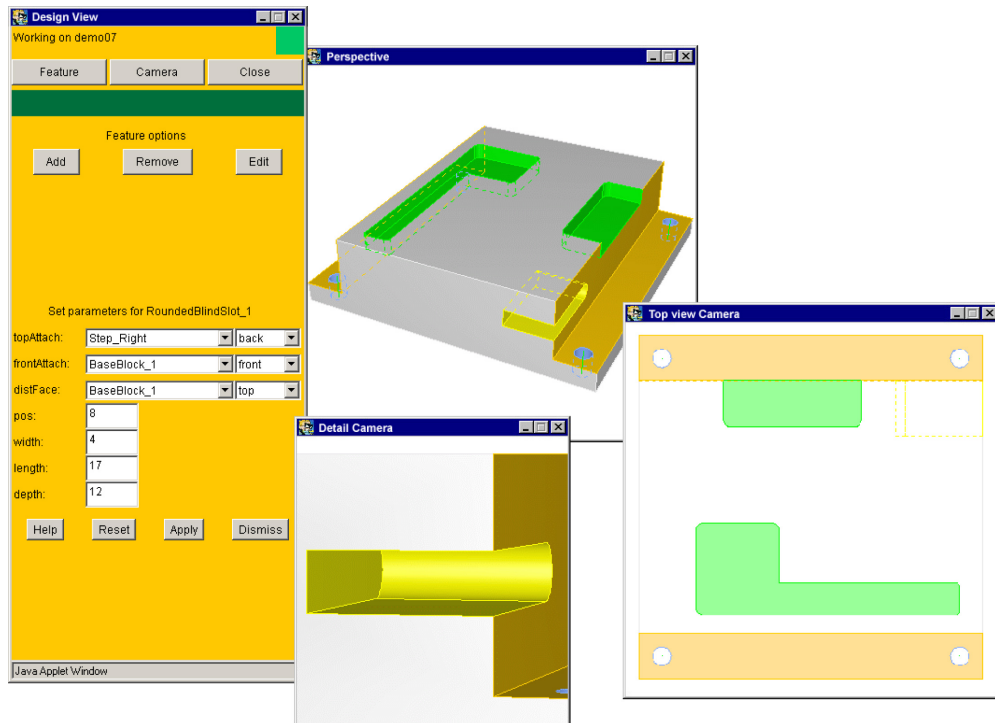 Design View
Working on demo07
Feature Camera Close
Feature options
Add Remove Edit
Set parameters for RoundedBlindSlot_1
topAttach: Step_Right back
frontAttach: BaseBlock_1 front
distFace: BaseBlock_1 top
pos: 8
width: 4
length: 17
depth: 12
Help Reset Apply Dismiss
Java Applet Window
Perspective
Detail Camera
Top view Camera